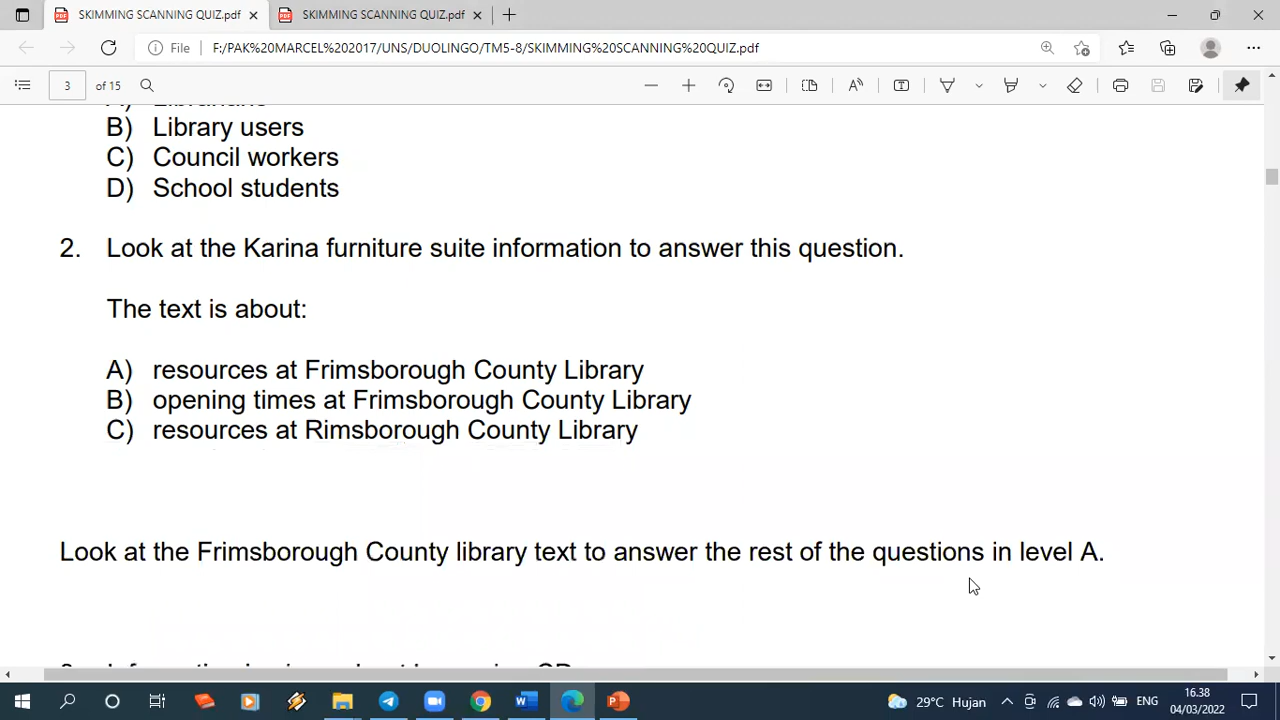 SKIMMING SCANNING QUIZ.pdf
SKIMMING SCANNING QUIZ.pdf
File
F:/PAK%20MARCEL%202017/UNS/DUOLINGO/TM5-8/SKIMMING%20SCANNING%20QUIZ.pdf
3 of 15
B) Library users
C) Council workers
D) School students
2. Look at the Karina furniture suite information to answer this question.
The text is about:
A) resources at Frimsborough County Library
B) opening times at Frimsborough County Library
C) resources at Rimsborough County Library
Look at the Frimsborough County library text to answer the rest of the questions in level A.
29°C Hujan
ENG
16.38
04/03/2022